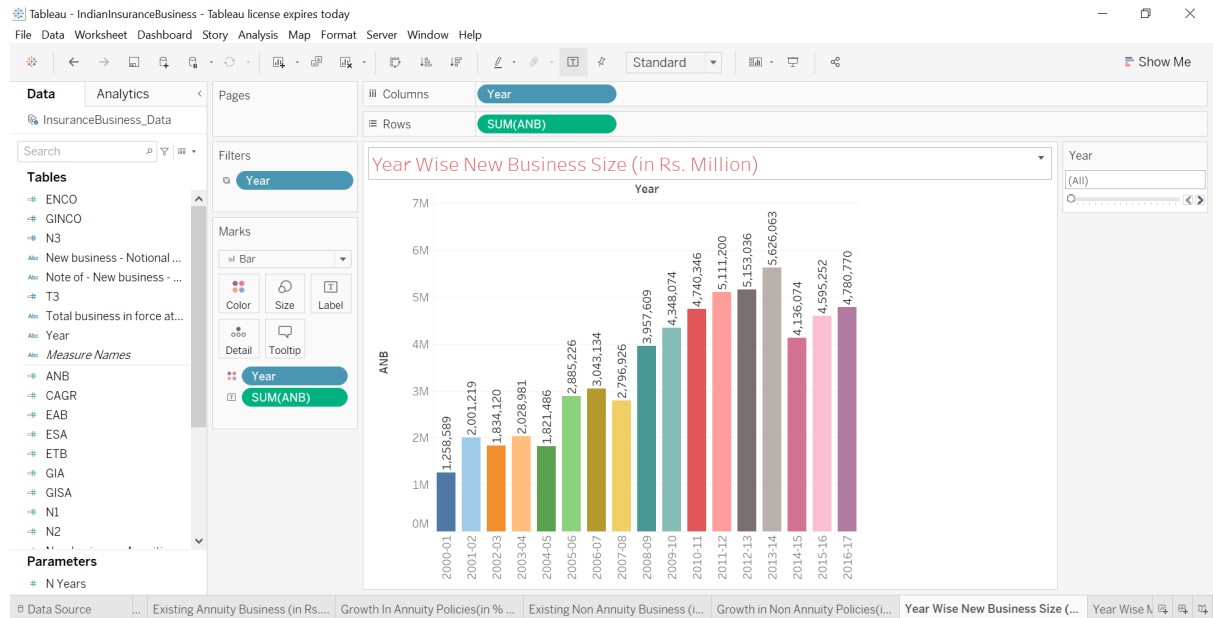 Tableau - IndianInsuranceBusiness - Tableau license expires today
File Data Worksheet Dashboard Story Analysis Map Format Server Window Help
Standard
Show Me
Data Analytics
InsuranceBusiness_Data
Search
Tables
ENCO
GINCO
N3
New business - Notional ...
Note of - New business - ...
T3
Total business in force at...
Year
Measure Names
ANB
CAGR
EAB
ESA
ETB
GIA
GISA
N1
N2
Parameters
N Years
Pages
Filters
Year
Marks
Bar
Color Size Label
Detail Tooltip
Year
SUM(ANB)
Columns Year
Rows SUM(ANB)
Year Wise New Business Size (in Rs. Million)
Year
7M
6M
5M
4M
3M
2M
1M
0M
ANB
1,258,589
2,001,219
1,834,120
2,028,981
1,821,486
2,885,226
3,043,134
2,796,926
3,957,609
4,348,074
4,740,346
5,111,200
5,153,036
5,626,063
4,136,074
4,595,252
4,780,770
2000-01
2001-02
2002-03
2003-04
2004-05
2005-06
2006-07
2007-08
2008-09
2009-10
2010-11
2011-12
2012-13
2013-14
2014-15
2015-16
2016-17
Year
(All)
Data Source ... Existing Annuity Business (in Rs.... Growth In Annuity Policies(in % ... Existing Non Annuity Business (i... Growth in Non Annuity Policies(i... Year Wise New Business Size (... Year Wise